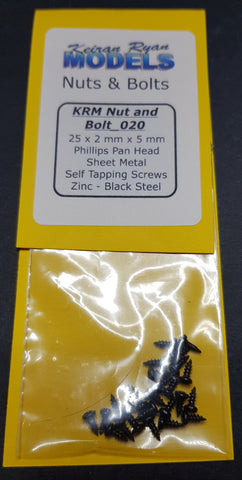 Keiran Ryan
MODELS
Nuts & Bolts
KRM Nut and
Bolt_020
25 x 2 mm x 5 mm
Phillips Pan Head
Sheet Metal
Self Tapping Screws
Zinc - Black Steel